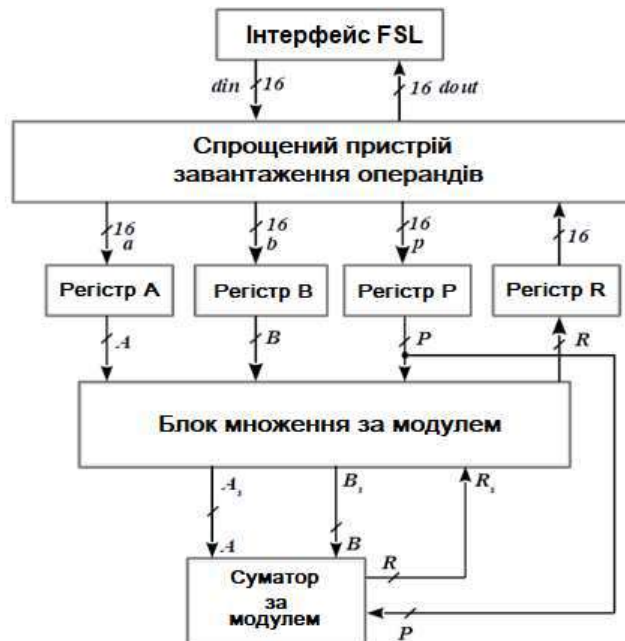 Інтерфейс FSL
din 16
16 dout
Спрощений пристрій
завантаження операндів
16 a
16 b
16 p
16
Регістр A
Регістр B
Регістр P
Регістр R
A
B
P
R
Блок множення за модулем
A₁
B₁
R₁
A
B
R
Суматор
за
модулем
P